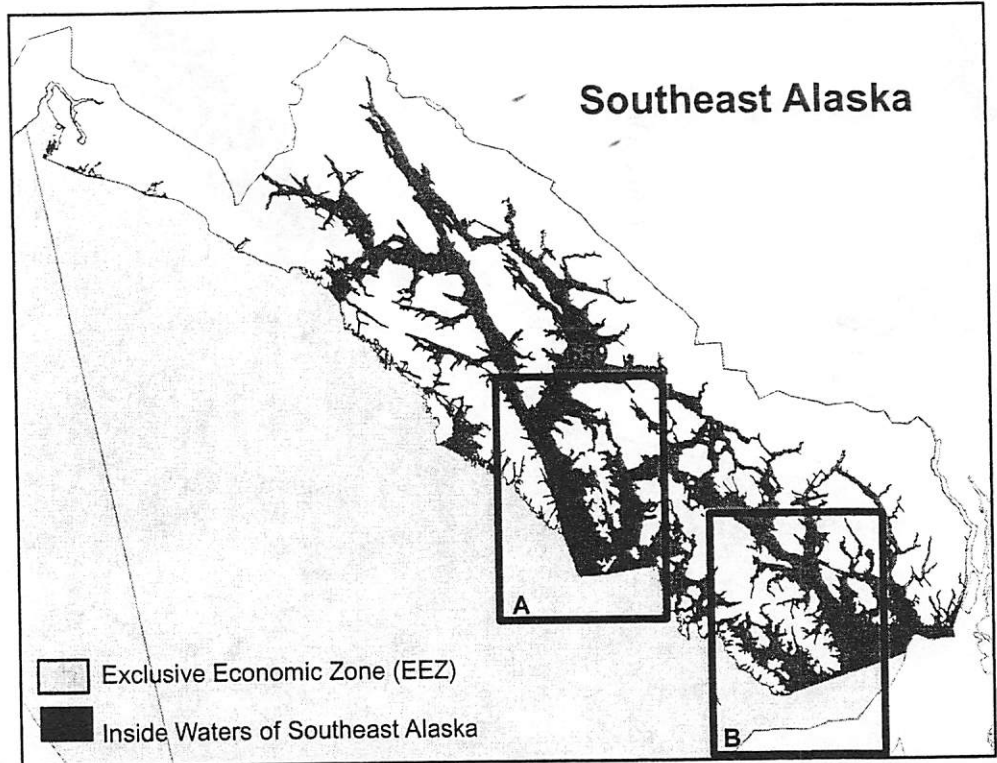 Southeast Alaska
A
B
Exclusive Economic Zone (EEZ)
Inside Waters of Southeast Alaska